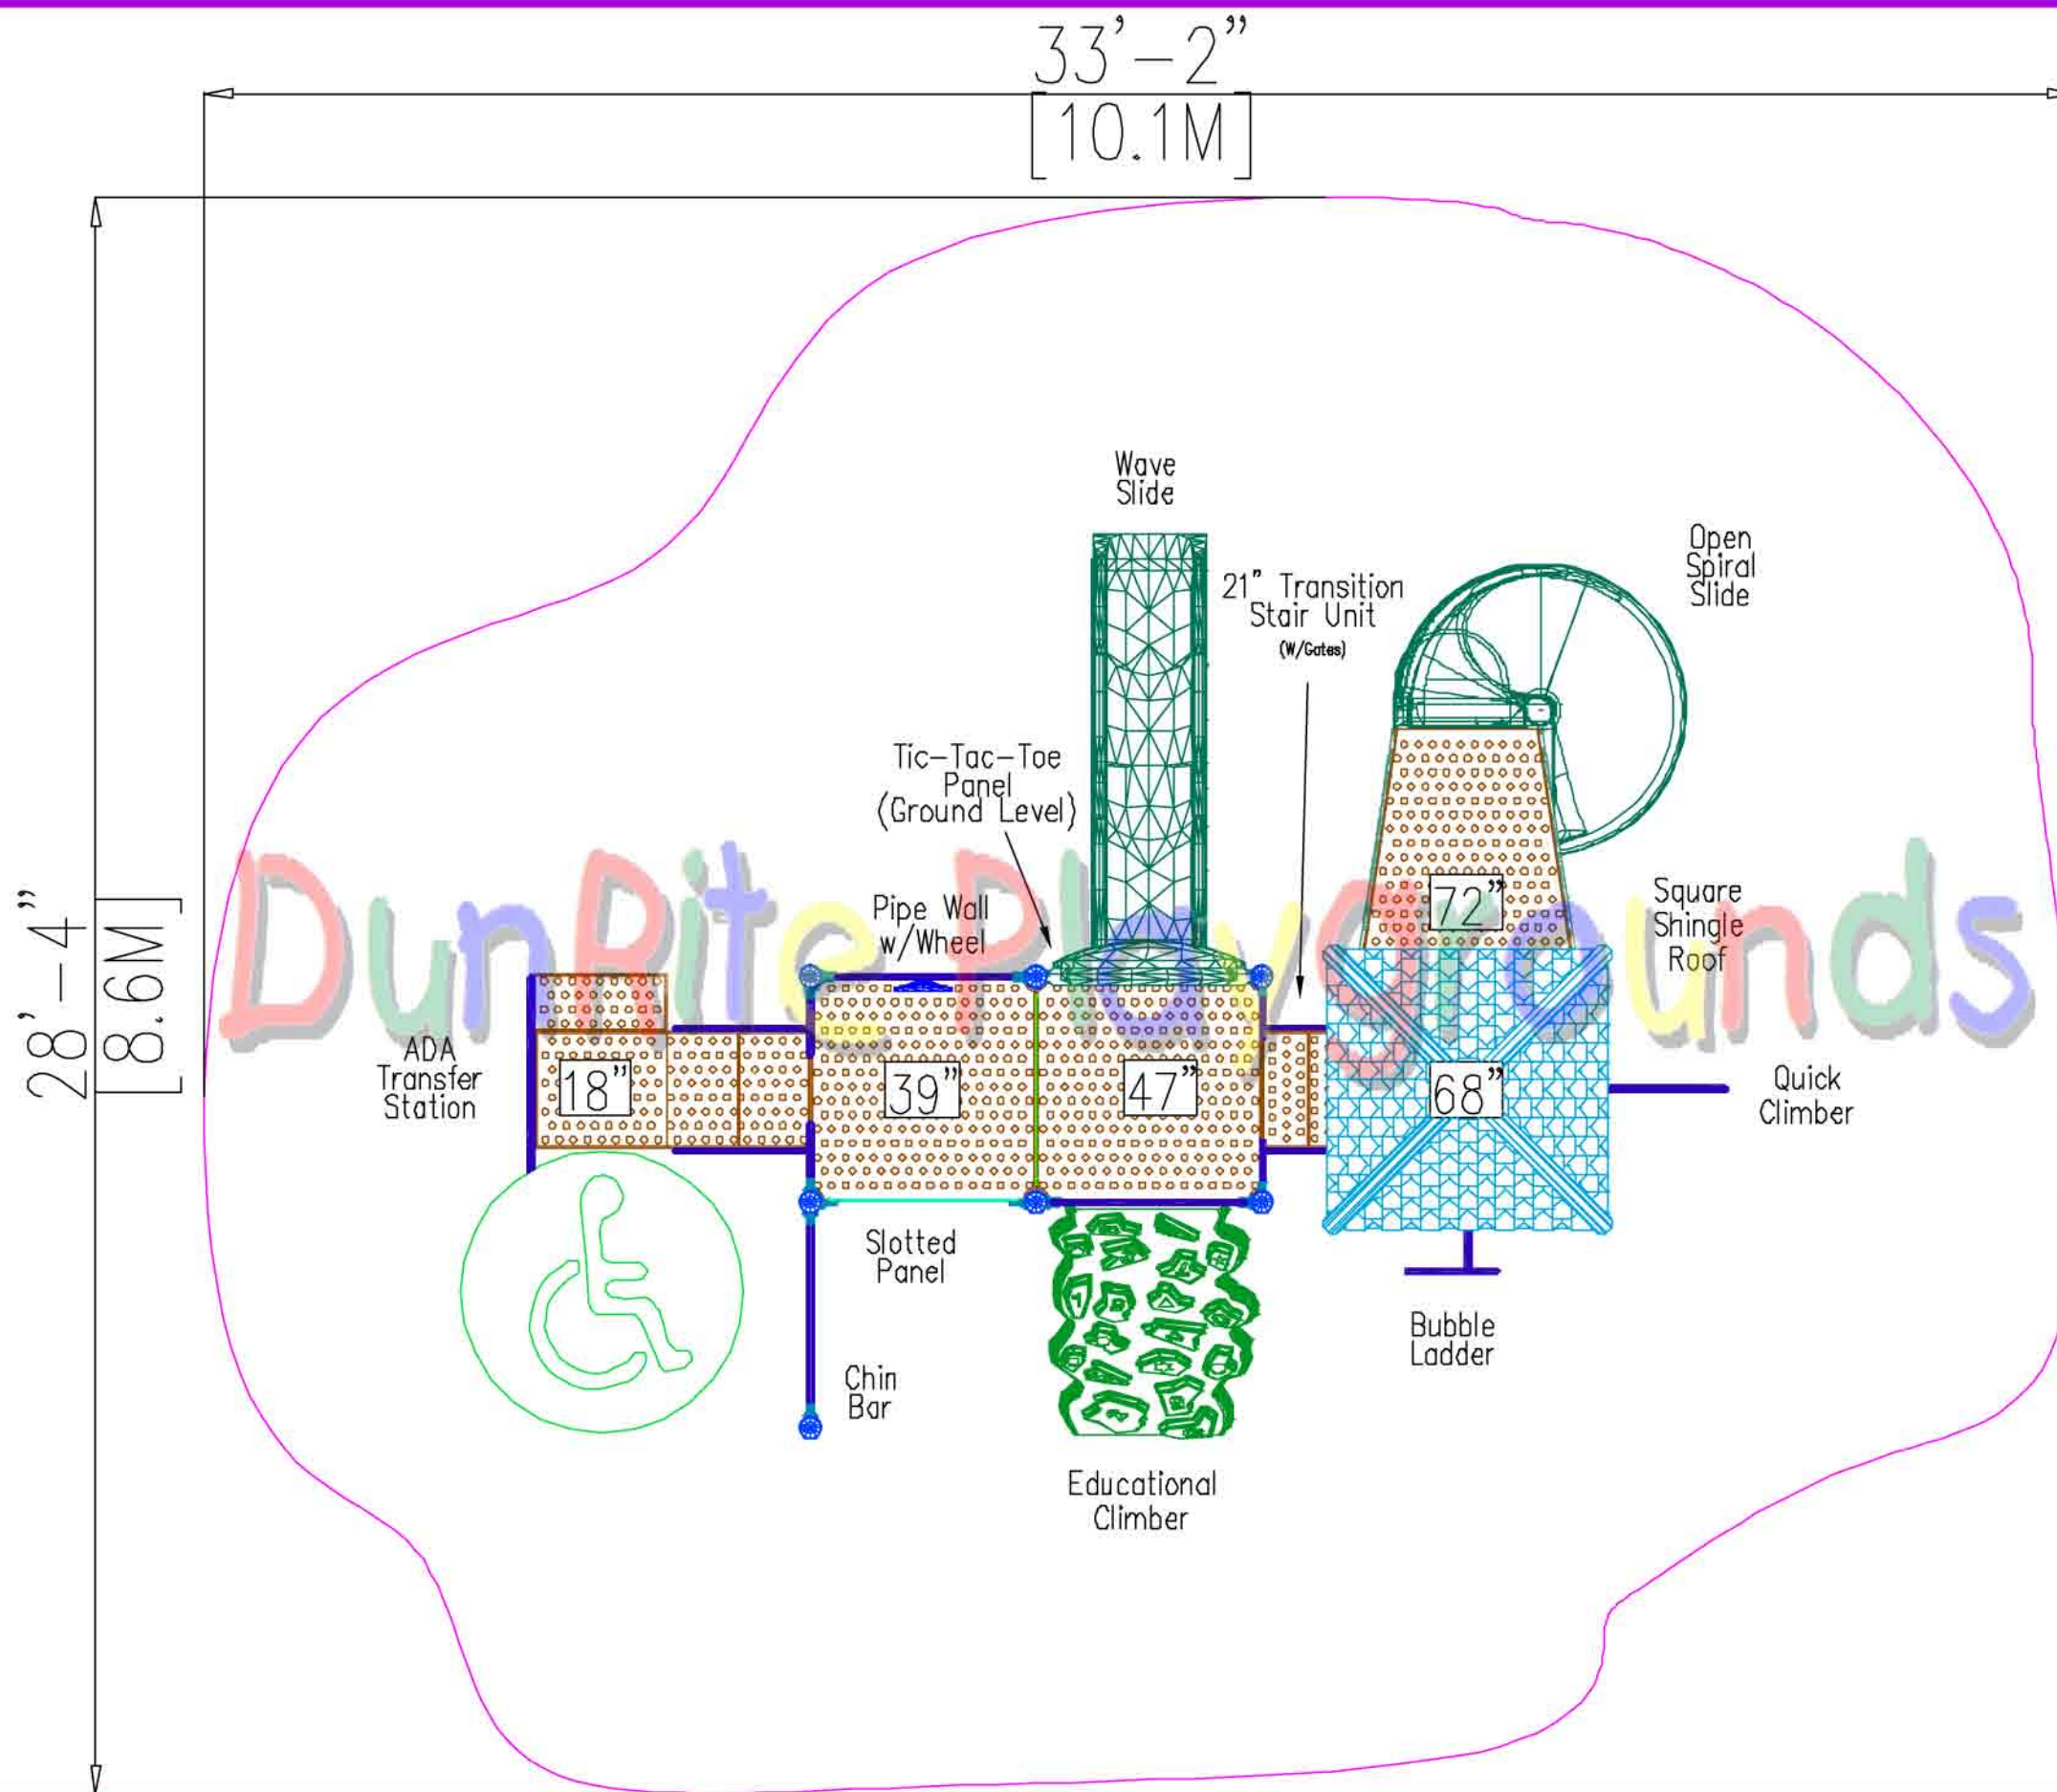 33'-2"
[10.1M]
28'-4"
[8.6M]
Wave
Slide
Open
Spiral
Slide
21" Transition
Stair Unit
(W/Gates)
Tic-Tac-Toe
Panel
(Ground Level)
Pipe Wall
w/Wheel
72"
Square
Shingle
Roof
DunRite Playgrounds
ADA
Transfer
Station
18"
39"
47"
68"
Quick
Climber
Slotted
Panel
Bubble
Ladder
Chin
Bar
Educational
Climber